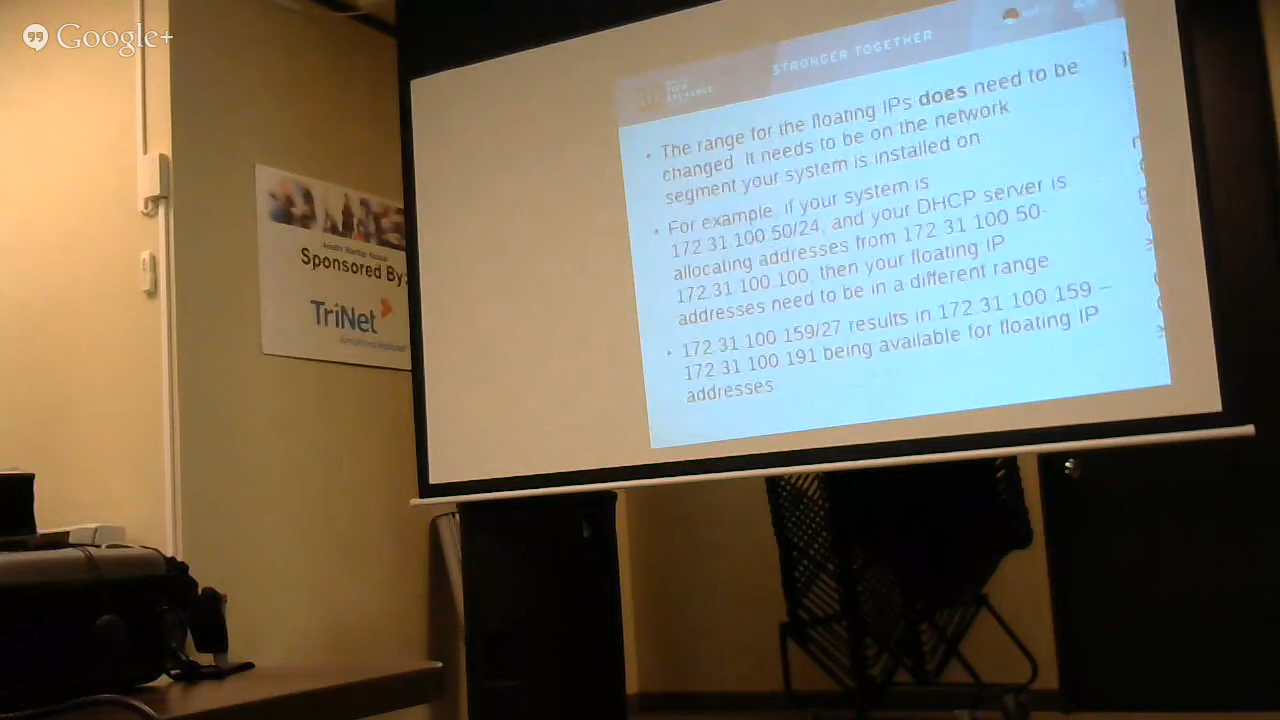 Google+
STRONGER TOGETHER
EXCHANGE
• The range for the floating IPs does need to be
changed. It needs to be on the network
segment your system is installed on
• For example, if your system is
172.31.100.50/24, and your DHCP server is
allocating addresses from 172.31.100.50-
172.31.100.100, then your floating IP
addresses need to be in a different range
• 172.31.100.159/27 results in 172.31.100.159 –
172.31.100.191 being available for floating IP
addresses
Austin Startup Space
Sponsored By:
TriNet